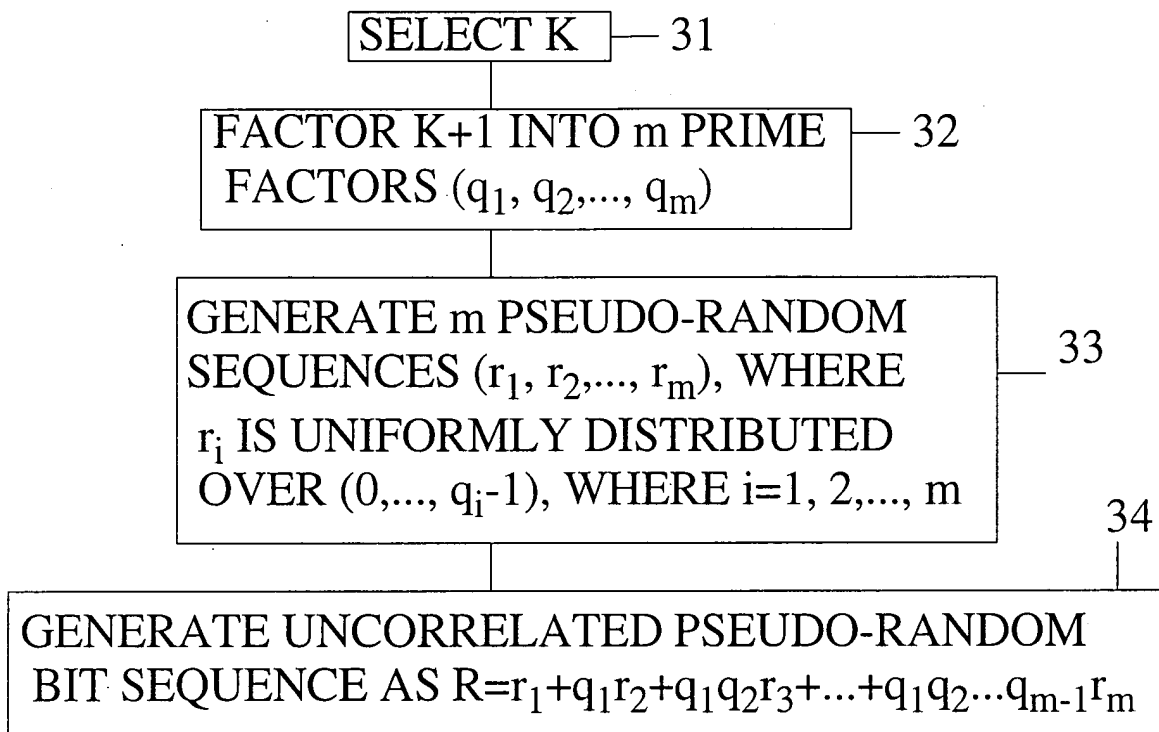 SELECT K
31
FACTOR K+1 INTO m PRIME
FACTORS (q₁, q₂,..., qₘ)
32
GENERATE m PSEUDO-RANDOM
SEQUENCES (r₁, r₂,..., rₘ), WHERE
rᵢ IS UNIFORMLY DISTRIBUTED
OVER (0,..., qᵢ-1), WHERE i=1, 2,..., m
33
34
GENERATE UNCORRELATED PSEUDO-RANDOM
BIT SEQUENCE AS R=r₁+q₁r₂+q₁q₂r₃+...+q₁q₂...qₘ₋₁rₘ